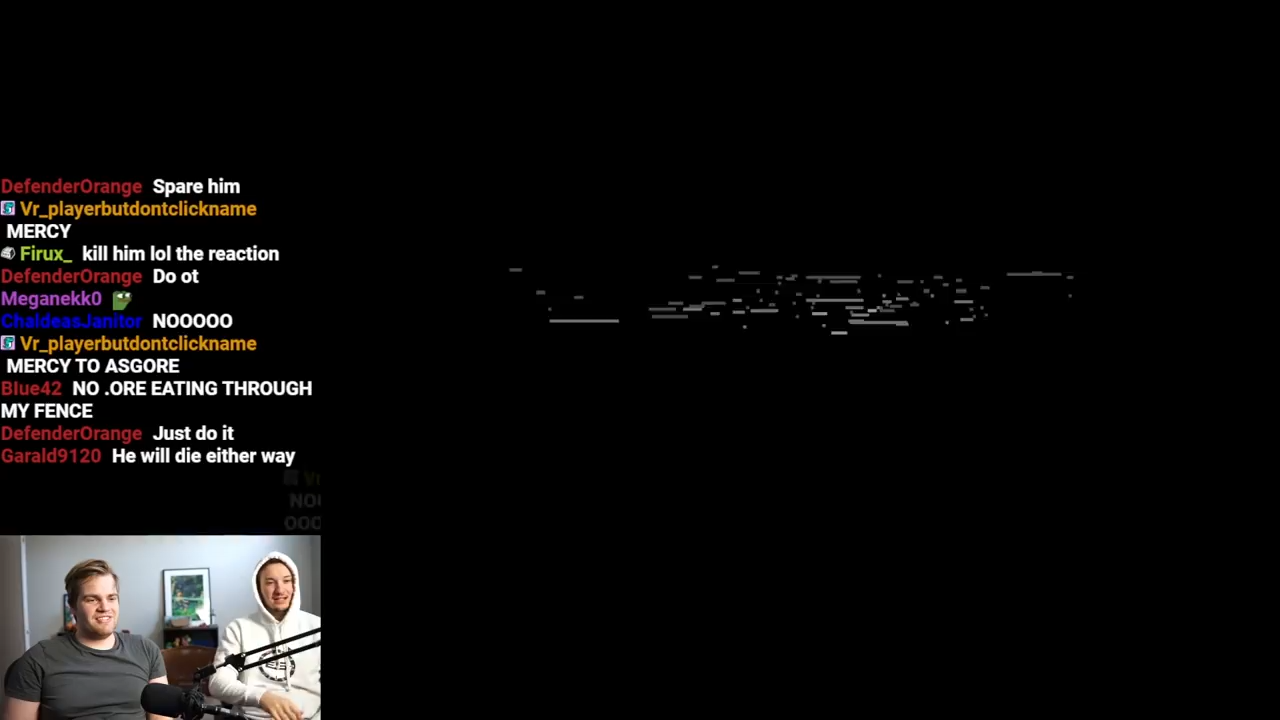 DefenderOrange Spare him
Vr_playerbutdontclickname
MERCY
Firux_ kill him lol the reaction
DefenderOrange Do ot
Meganekk0
ChaldeasJanitor NOOOOO
Vr_playerbutdontclickname
MERCY TO ASGORE
Blue42 NO .ORE EATING THROUGH
MY FENCE
DefenderOrange Just do it
Garald9120 He will die either way